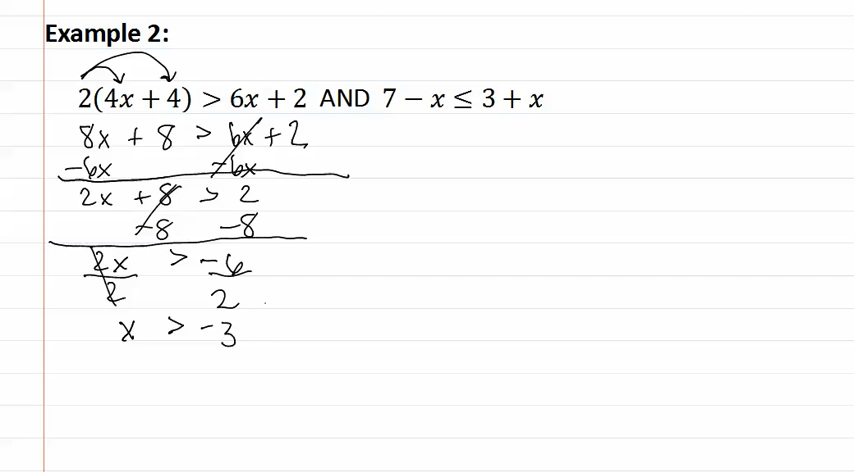 Example 2:
2(4x + 4) > 6x + 2 AND 7 − x ≤ 3 + x
8x + 8 > 6x + 2
−6x −6x
2x + 8 > 2
−8 −8
2x > −6
2 2
x > −3